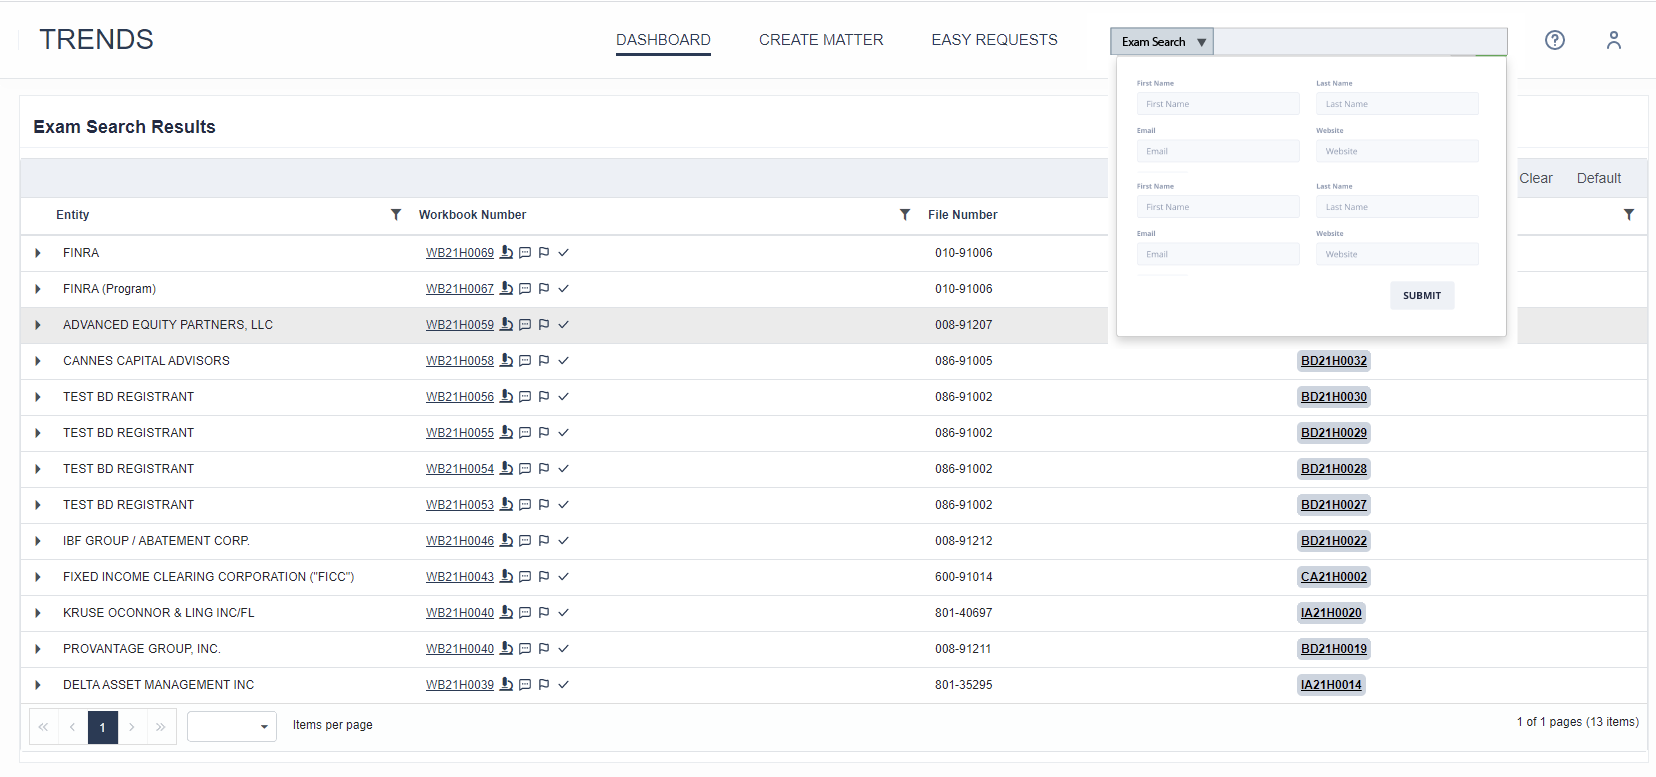 TRENDS
DASHBOARD CREATE MATTER EASY REQUESTS Exam Search
First Name Last Name
First Name Last Name
Email Website
Email Website
First Name Last Name
First Name Last Name
Email Website
Email Website
SUBMIT
Exam Search Results
Clear Default
Entity Workbook Number File Number
FINRA WB21H0069 010-91006
FINRA (Program) WB21H0067 010-91006
ADVANCED EQUITY PARTNERS, LLC WB21H0059 008-91207
CANNES CAPITAL ADVISORS WB21H0058 086-91005 BD21H0032
TEST BD REGISTRANT WB21H0056 086-91002 BD21H0030
TEST BD REGISTRANT WB21H0055 086-91002 BD21H0029
TEST BD REGISTRANT WB21H0054 086-91002 BD21H0028
TEST BD REGISTRANT WB21H0053 086-91002 BD21H0027
IBF GROUP / ABATEMENT CORP. WB21H0046 008-91212 BD21H0022
FIXED INCOME CLEARING CORPORATION ("FICC") WB21H0043 600-91014 CA21H0002
KRUSE OCONNOR & LING INC/FL WB21H0040 801-40697 IA21H0020
PROVANTAGE GROUP, INC. WB21H0040 008-91211 BD21H0019
DELTA ASSET MANAGEMENT INC WB21H0039 801-35295 IA21H0014
1 Items per page 1 of 1 pages (13 items)